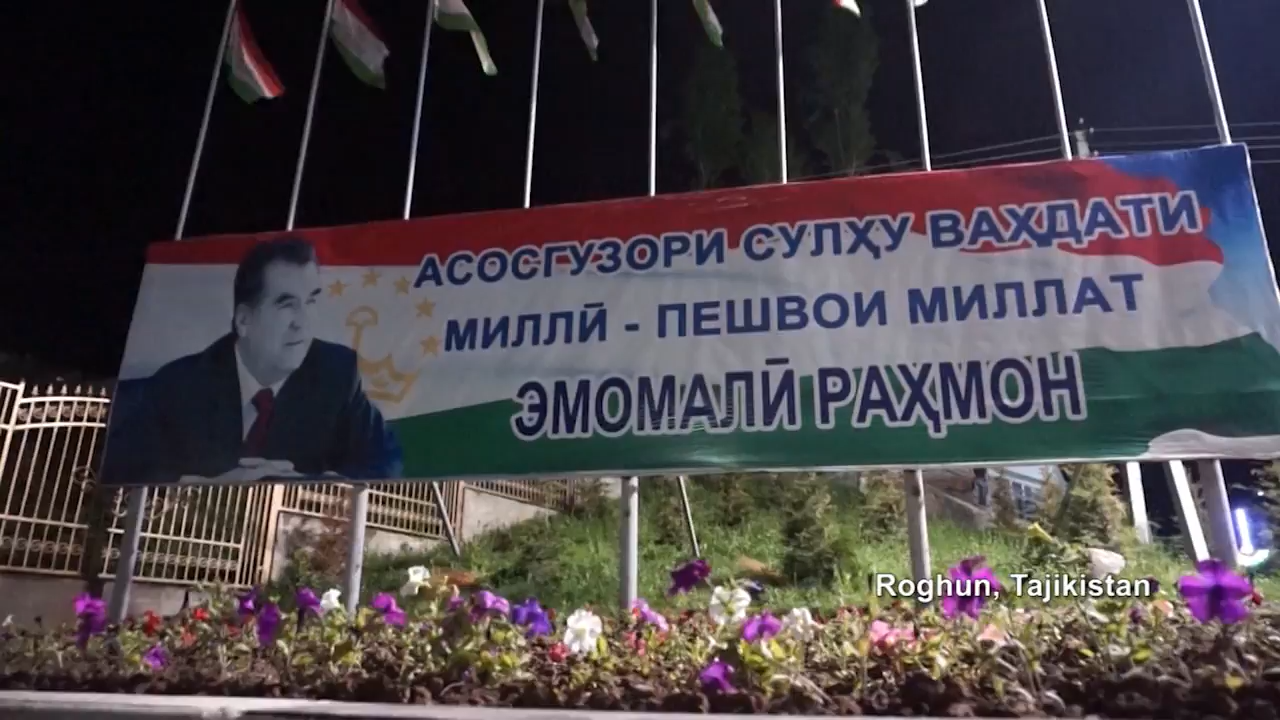 АСОСГУЗОРИ СУЛҲУ ВАҲДАТИ
МИЛЛӢ - ПЕШВОИ МИЛЛАТ
ЭМОМАЛӢ РАҲМОН
Roghun, Tajikistan